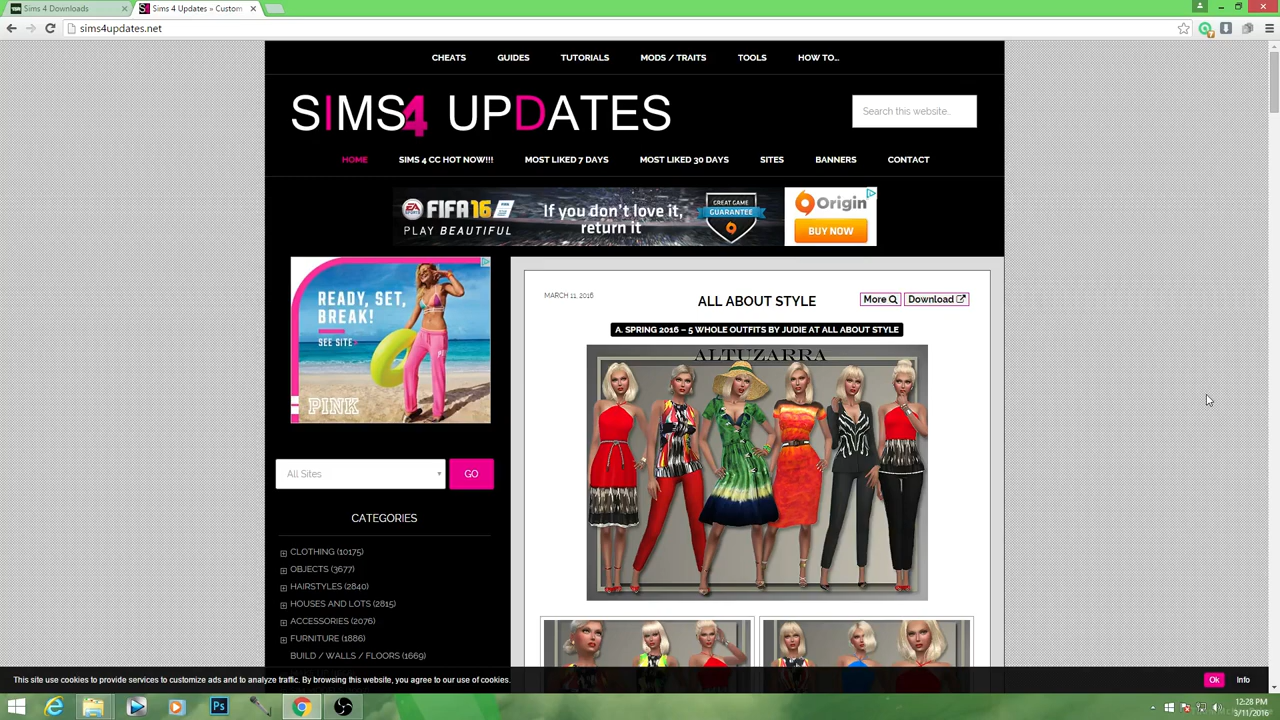 Sims 4 Downloads
Sims 4 Updates » Custom
sims4updates.net
CHEATS GUIDES TUTORIALS MODS / TRAITS TOOLS HOW TO...
SIMS4 UPDATES
Search this website..
HOME SIMS 4 CC HOT NOW!!! MOST LIKED 7 DAYS MOST LIKED 30 DAYS SITES BANNERS CONTACT
EA SPORTS FIFA 16
PLAY BEAUTIFUL
If you don't love it,
return it
GREAT GAME
GUARANTEE
Origin
BUY NOW
READY, SET,
BREAK!
SEE SITE
PINK
MARCH 11, 2016
ALL ABOUT STYLE
More
Download
A. SPRING 2016 – 5 WHOLE OUTFITS BY JUDIE AT ALL ABOUT STYLE
ALTUZARRA
All Sites
GO
CATEGORIES
CLOTHING (10175)
OBJECTS (3677)
HAIRSTYLES (2840)
HOUSES AND LOTS (2815)
ACCESSORIES (2076)
FURNITURE (1886)
BUILD / WALLS / FLOORS (1669)
This site use cookies to provide services to customize ads and to analyze traffic. By browsing this website, you agree to our use of cookies.
Ok
Info
Ps
12:28 PM
3/11/2016